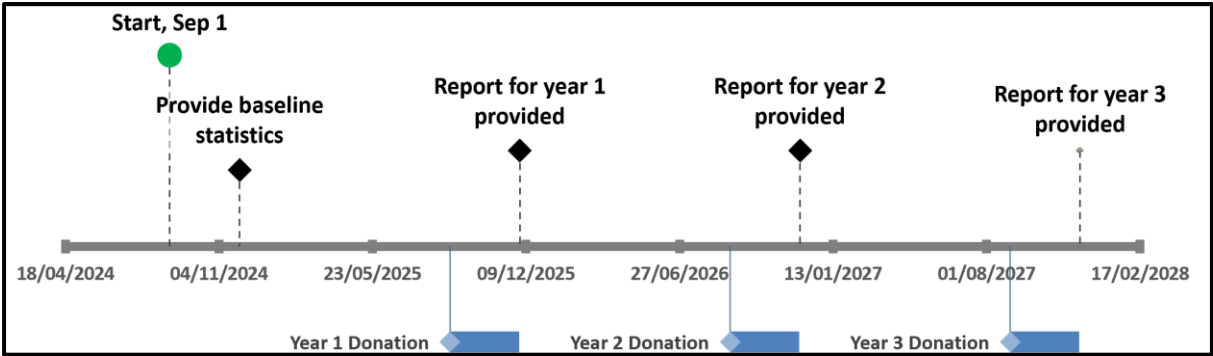 Start, Sep 1
Provide baseline
statistics
Report for year 1
provided
Report for year 2
provided
Report for year 3
provided
18/04/2024
04/11/2024
23/05/2025
09/12/2025
27/06/2026
13/01/2027
01/08/2027
17/02/2028
Year 1 Donation
Year 2 Donation
Year 3 Donation